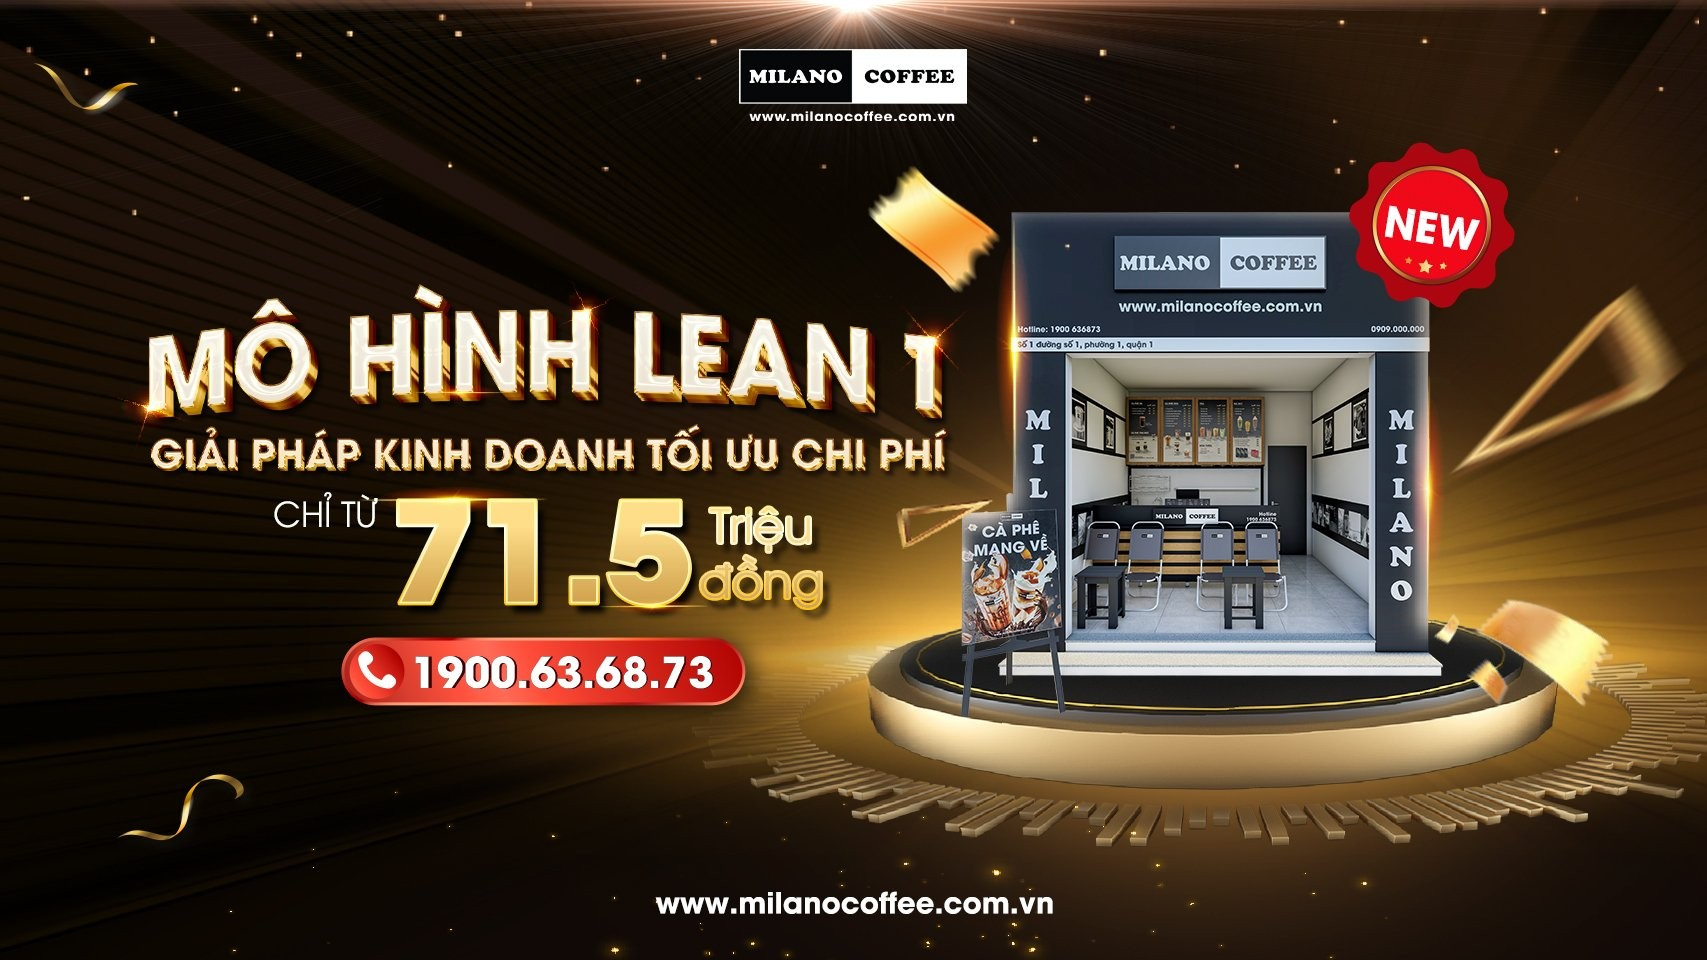 MILANO COFFEE
www.milanocoffee.com.vn
NEW
MILANO COFFEE
www.milanocoffee.com.vn
Hotline: 1900 636873
0909.000.000
Số 1 đường số 1, phường 1, quận 1
MÔ HÌNH LEAN 1
GIẢI PHÁP KINH DOANH TỐI ƯU CHI PHÍ
CHỈ TỪ 71.5 Triệu đồng
1900.63.68.73
MIL
MILANO
MILANO COFFEE
Hotline
1900 636873
CÀ PHÊ
MANG VỀ
www.milanocoffee.com.vn